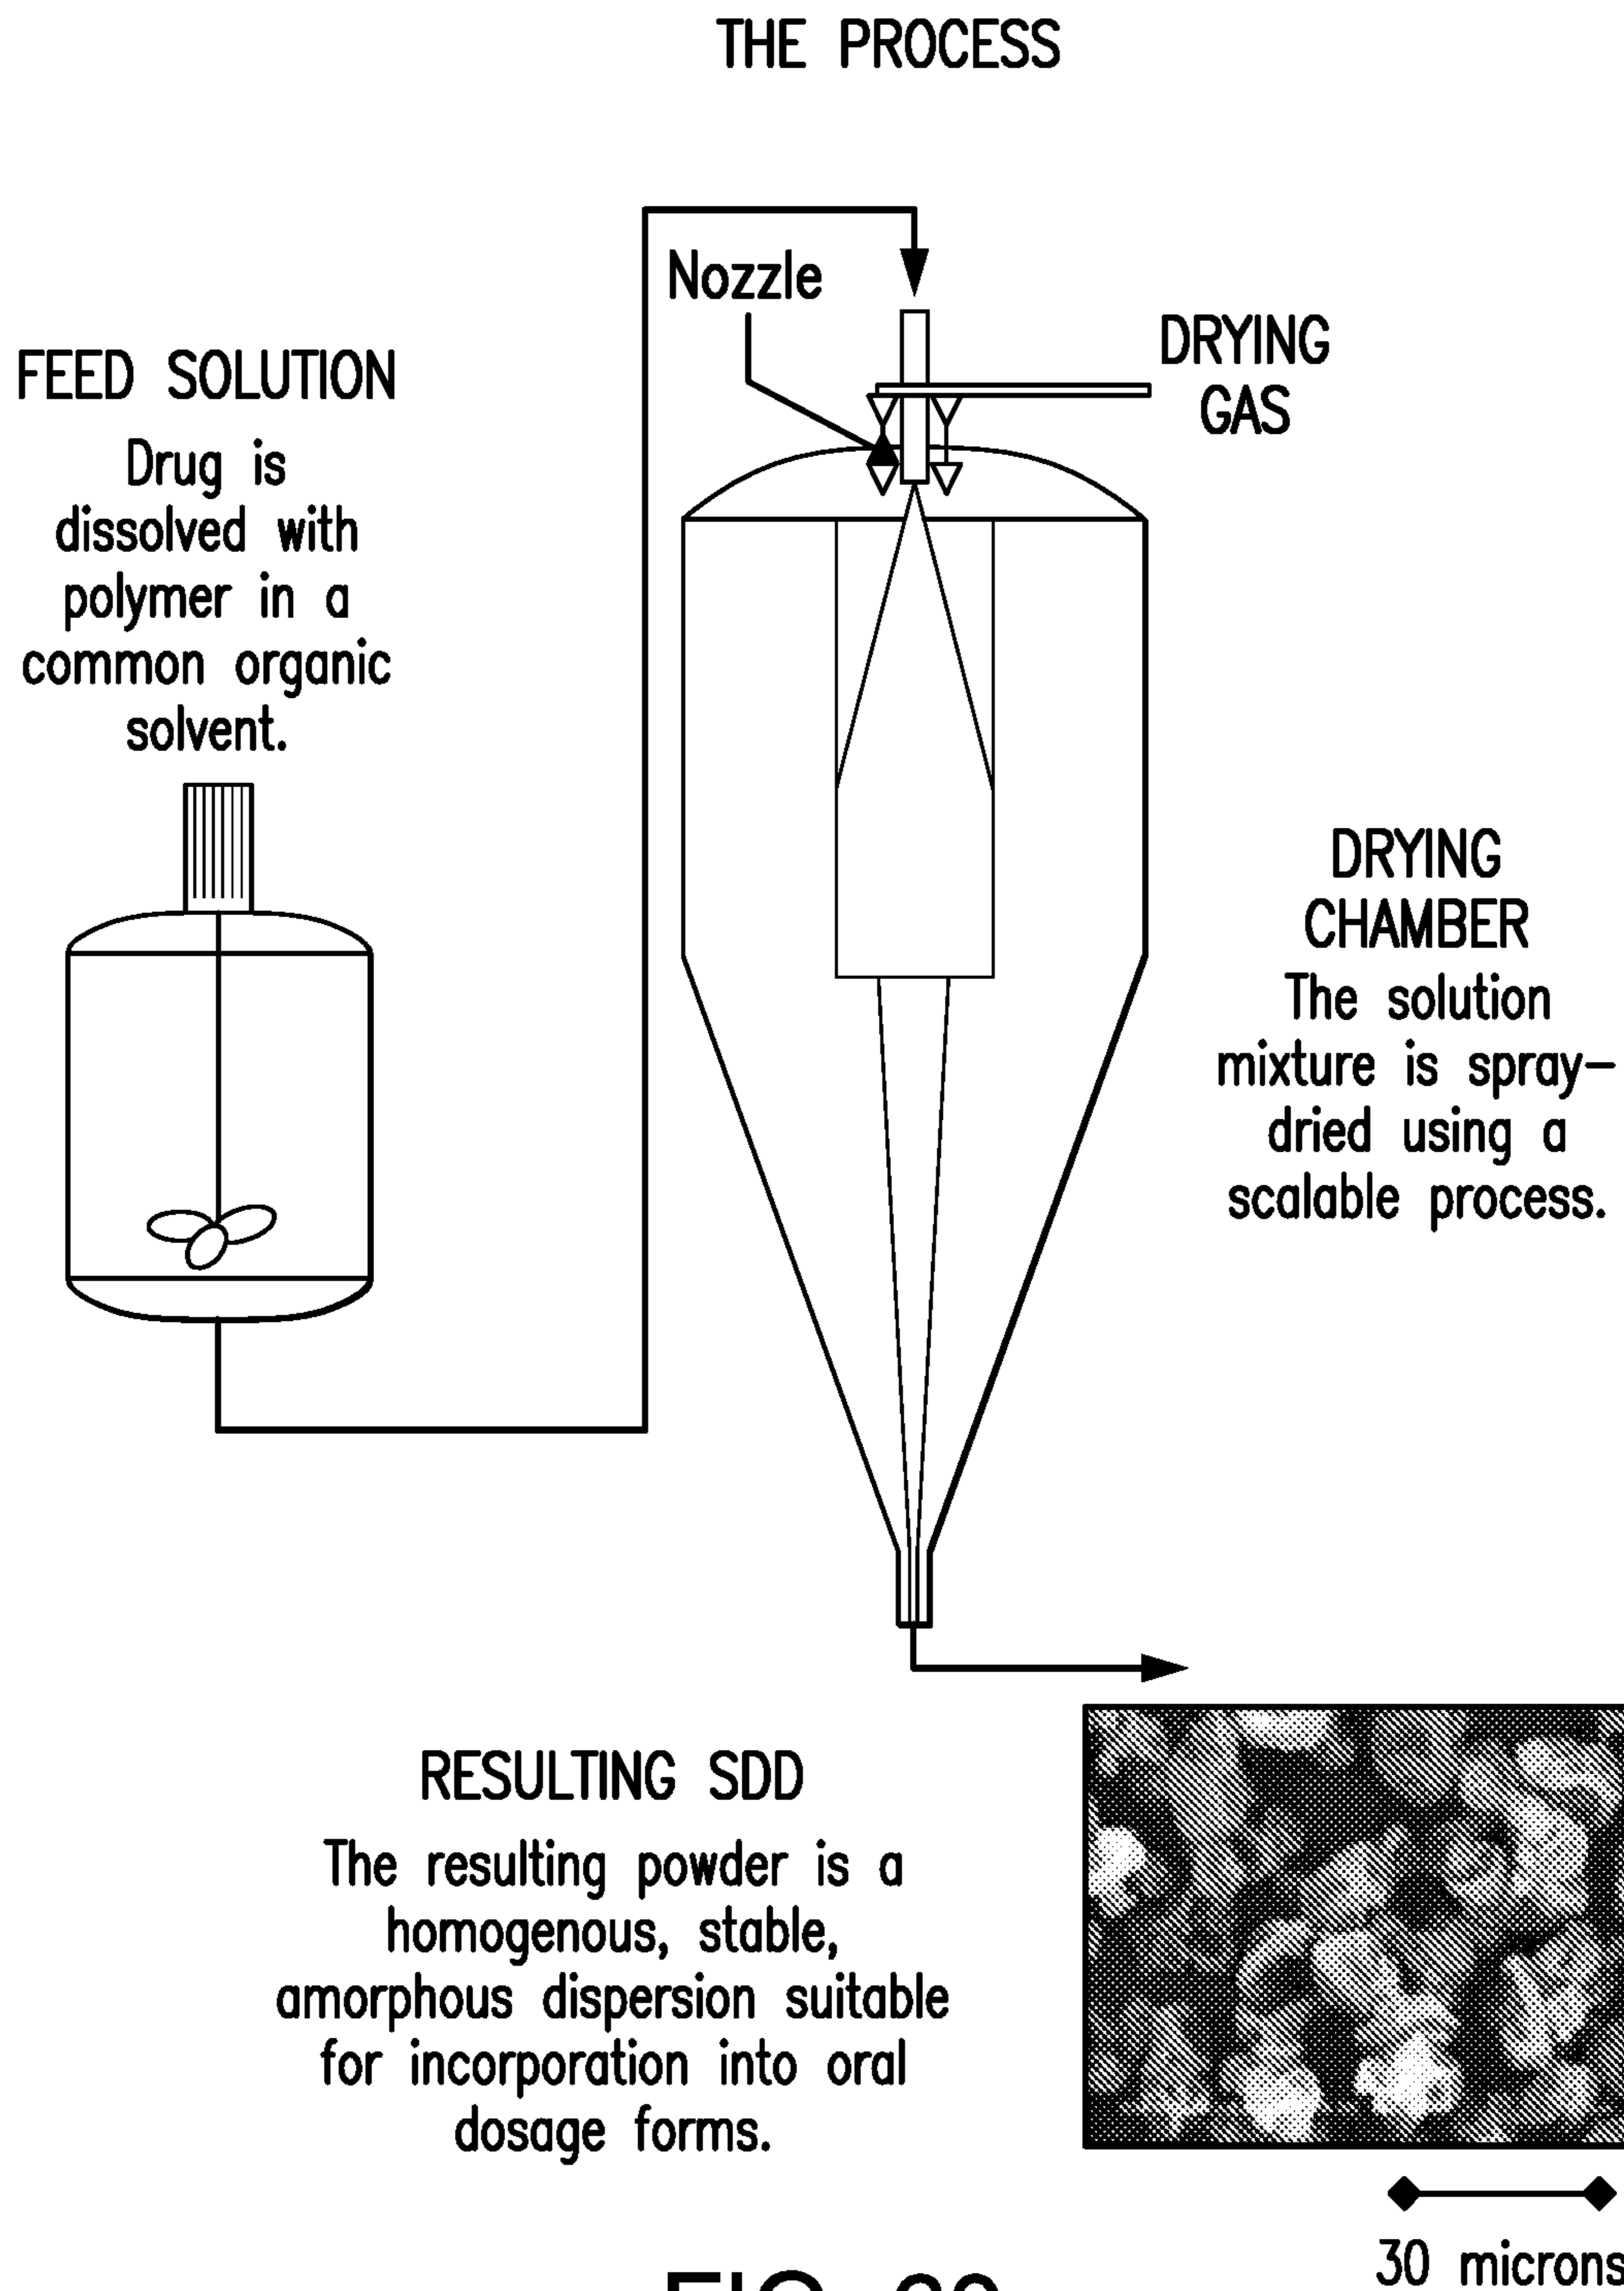 THE PROCESS
Nozzle
DRYING
GAS
FEED SOLUTION
Drug is
dissolved with
polymer in a
common organic
solvent.
DRYING
CHAMBER
The solution
mixture is spray-
dried using a
scalable process.
RESULTING SDD
The resulting powder is a
homogenous, stable,
amorphous dispersion suitable
for incorporation into oral
dosage forms.
30 microns
FIG.